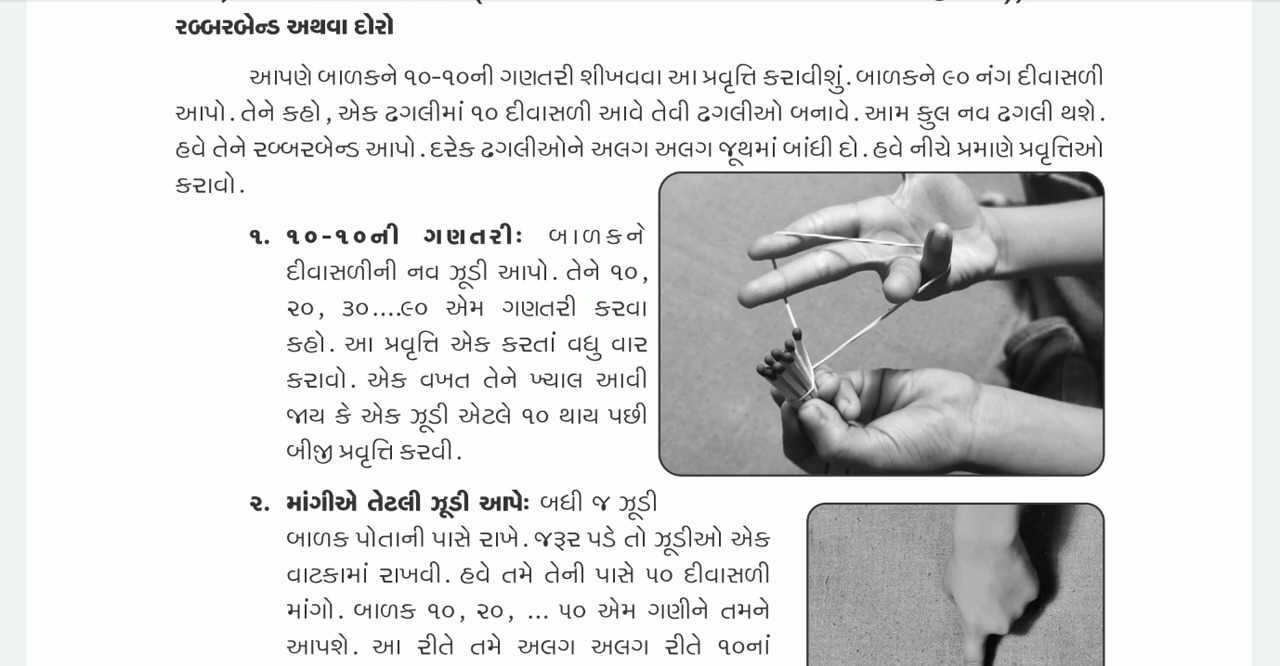 રબ્બરબેન્ડ અથવા દોરો
આપણે બાળકને ૧૦-૧૦ની ગણતરી શીખવવા આ પ્રવૃત્તિ કરાવીશું. બાળકને ૯૦ નંગ દીવાસળી
આપો. તેને કહો, એક ઢગલીમાં ૧૦ દીવાસળી આવે તેવી ઢગલીઓ બનાવે. આમ કુલ નવ ઢગલી થશે.
હવે તેને રબ્બરબેન્ડ આપો. દરેક ઢગલીઓને અલગ અલગ જૂથમાં બાંધી દો. હવે નીચે પ્રમાણે પ્રવૃત્તિઓ
કરાવો.
૧. ૧૦-૧૦ની ગણતરીઃ બાળકને
દીવાસળીની નવ ઝૂડી આપો. તેને ૧૦,
૨૦, ૩૦....૯૦ એમ ગણતરી કરવા
કહો. આ પ્રવૃત્તિ એક કરતાં વધુ વાર
કરાવો. એક વખત તેને ખ્યાલ આવી
જાય કે એક ઝૂડી એટલે ૧૦ થાય પછી
બીજી પ્રવૃત્તિ કરવી.
૨. માંગીએ તેટલી ઝૂડી આપેઃ બધી જ ઝૂડી
બાળક પોતાની પાસે રાખે. જરૂર પડે તો ઝૂડીઓ એક
વાટકામાં રાખવી. હવે તમે તેની પાસે ૫૦ દીવાસળી
માંગો. બાળક ૧૦, ૨૦, ... ૫૦ એમ ગણીને તમને
આપશે. આ રીતે તમે અલગ અલગ રીતે ૧૦નાં